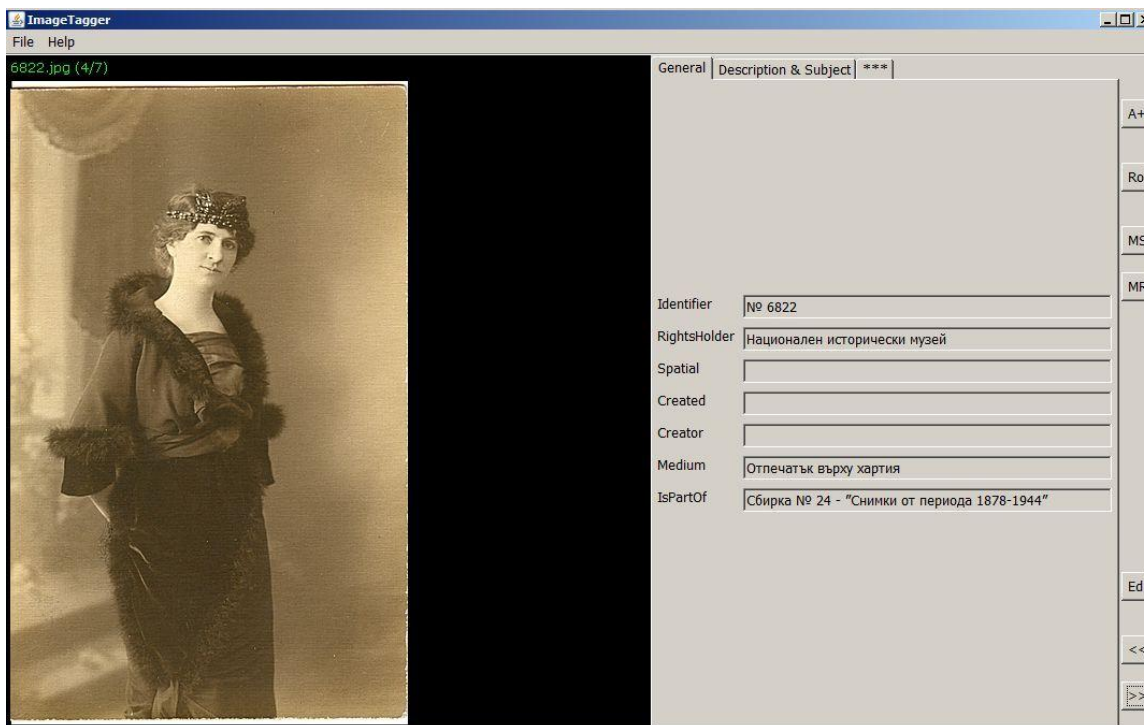 ImageTagger
File Help
6822.jpg (4/7)
General Description & Subject ***
A+
Ro
MS
MR
Identifier № 6822
RightsHolder Национален исторически музей
Spatial
Created
Creator
Medium Отпечатък върху хартия
IsPartOf Сбирка № 24 - "Снимки от периода 1878-1944"
Ed
<<
>>